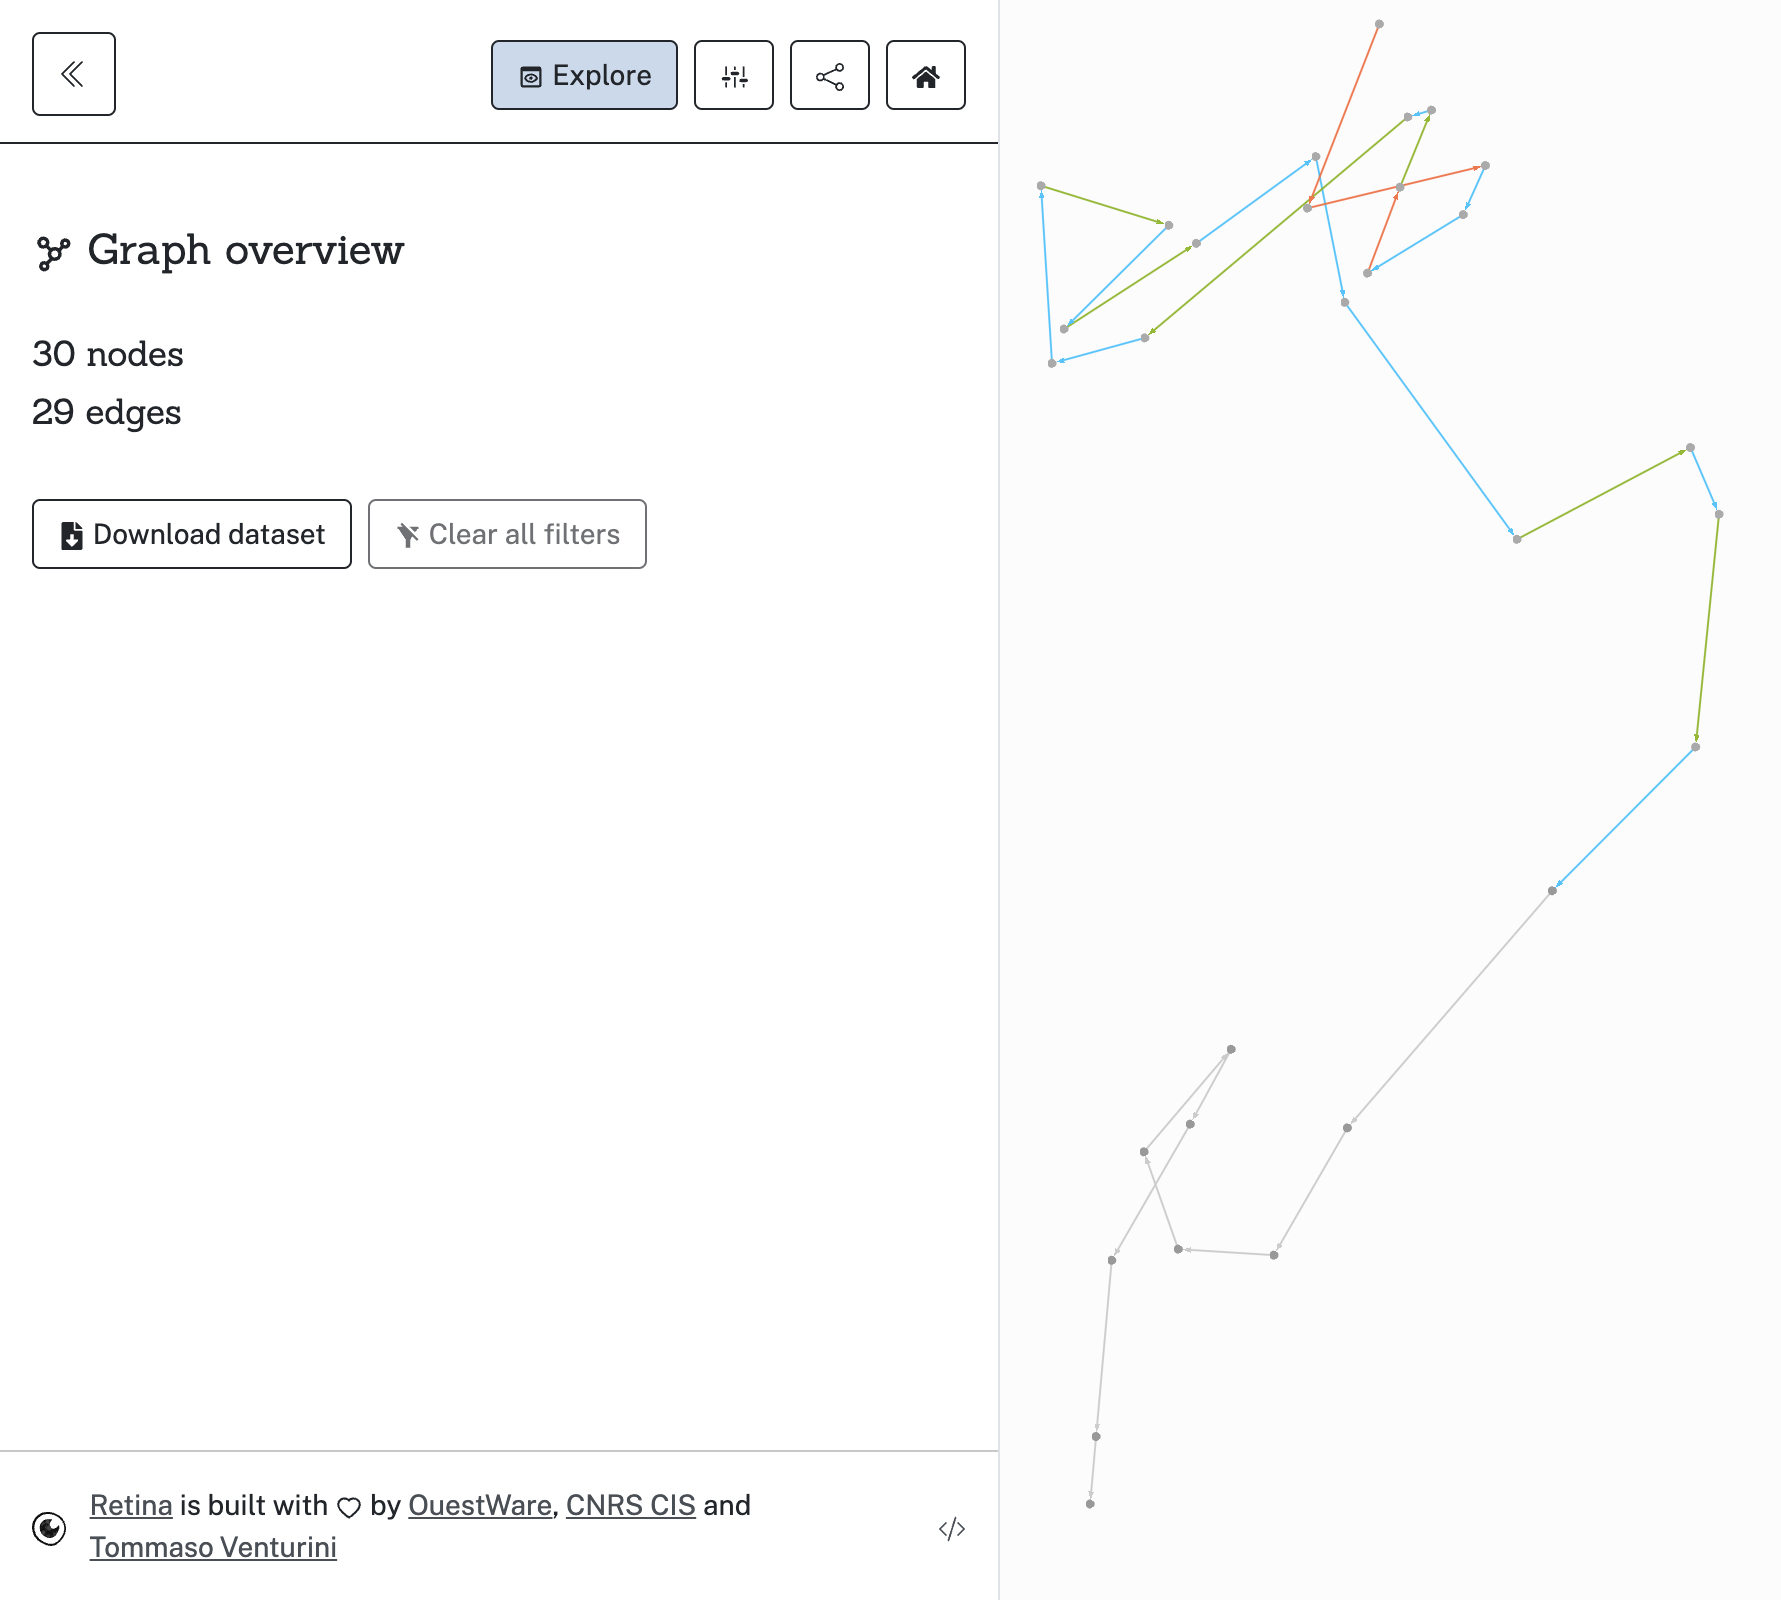 Explore
Graph overview
30 nodes
29 edges
Download dataset
Clear all filters
Retina is built with by OuestWare, CNRS CIS and
Tommaso Venturini